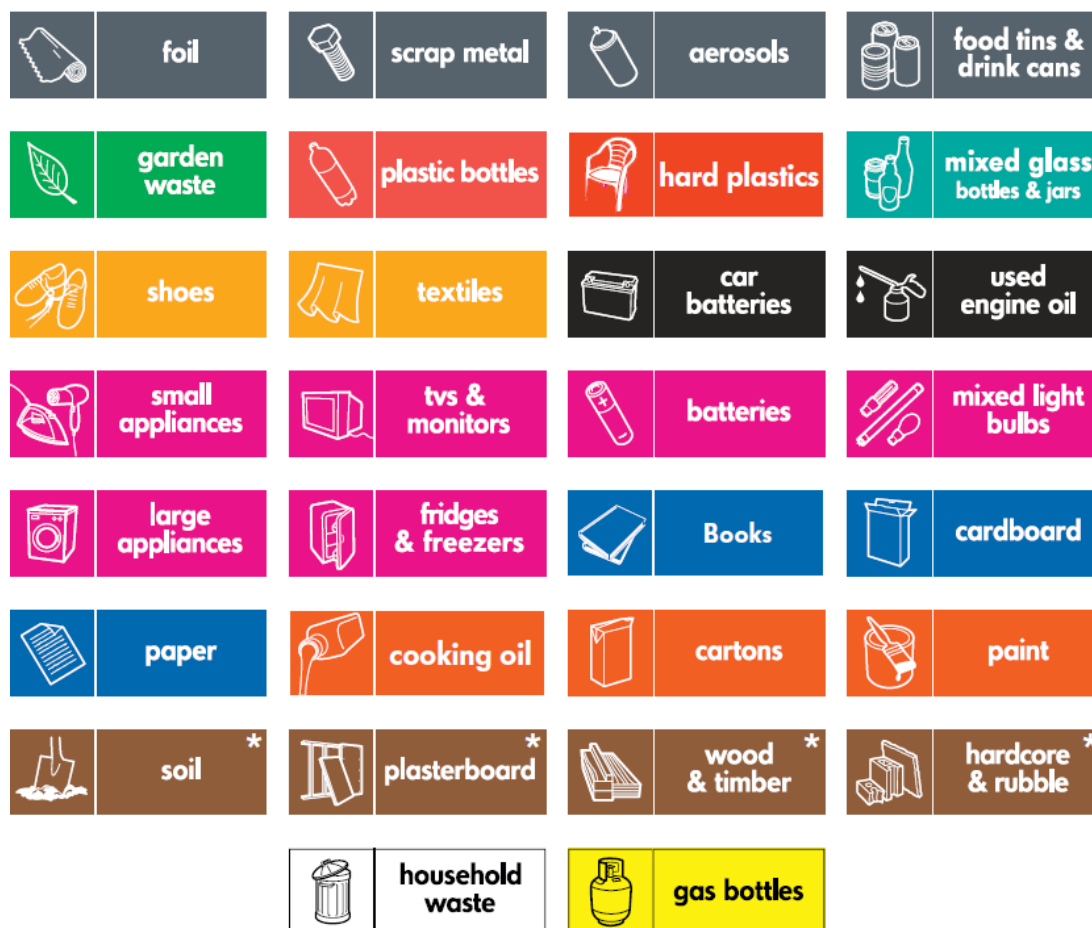 foil
scrap metal
aerosols
food tins &
drink cans
garden
waste
plastic bottles
hard plastics
mixed glass
bottles & jars
shoes
textiles
car
batteries
used
engine oil
small
appliances
tvs &
monitors
batteries
mixed light
bulbs
large
appliances
fridges
& freezers
Books
cardboard
paper
cooking oil
cartons
paint
soil *
plasterboard *
wood *
& timber
hardcore *
& rubble
household
waste
gas bottles